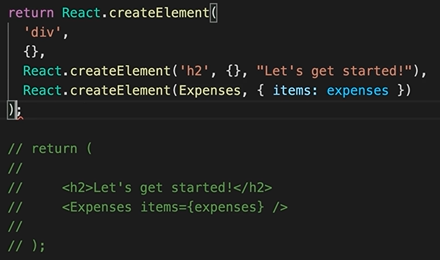 return React.createElement(
'div',
{},
React.createElement('h2', {}, "Let's get started!"),
React.createElement(Expenses, { items: expenses })
);
// return (
//
// <h2>Let's get started!</h2>
// <Expenses items={expenses} />
//
// );